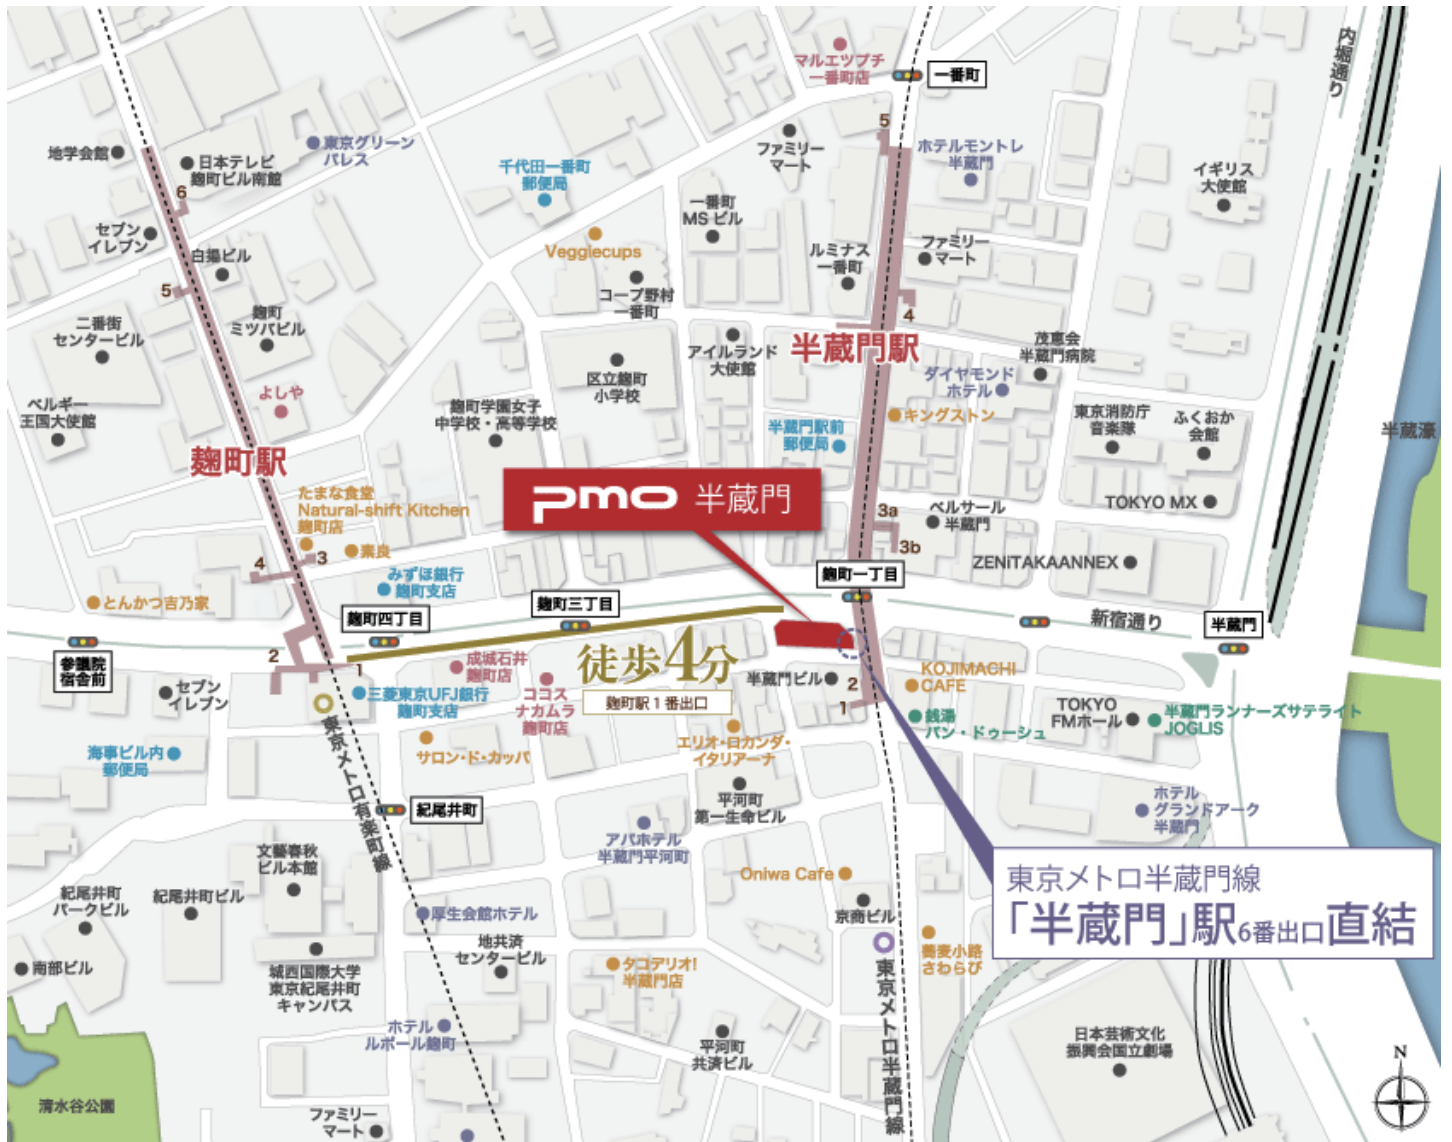 マルエツプチ
一番町店
一番町
内堀通り
5
地学会館
日本テレビ
麹町ビル南館
東京グリーン
パレス
千代田一番町
郵便局
ファミリー
マート
ホテルモントレ
半蔵門
イギリス
大使館
6
セブン
イレブン
白揚ビル
5
Veggiecups
コープ野村
一番町
一番町
MSビル
ルミナス
一番町
ファミリー
マート
4
二番街
センタービル
麹町
ミツバビル
区立麹町
小学校
アイルランド
大使館
半蔵門駅
茂恵会
半蔵門病院
ダイヤモンド
ホテル
ベルギー
王国大使館
よしや
麹町学園女子
中学校・高等学校
半蔵門駅前
郵便局
キングストン
東京消防庁
音楽隊
ふくおか
会館
半蔵濠
麹町駅
たまな食堂
Natural-shift Kitchen
麹町店
pmo 半蔵門
3a
3b
ベルサール
半蔵門
TOKYO MX
4
3
素良
みずほ銀行
麹町支店
ZENITAKAANNEX
とんかつ吉乃家
麹町四丁目
麹町三丁目
麹町一丁目
新宿通り
半蔵門
参議院
宿舎前
2
1
セブン
イレブン
三菱東京UFJ銀行
麹町支店
成城石井
麹町店
ココス
ナカムラ
麹町店
徒歩4分
麹町駅1番出口
半蔵門ビル
2
1
KOJIMACHI
CAFE
銭湯
バン・ドゥーシュ
TOKYO
FMホール
半蔵門ランナーズサテライト
JOGLIS
海事ビル内
郵便局
東京メトロ有楽町線
サロン・ド・カッパ
エリオ・ロカンダ・
イタリアーナ
平河町
第一生命ビル
紀尾井町
アパホテル
半蔵門平河町
ホテル
グランドアーク
半蔵門
文藝春秋
ビル本館
紀尾井町
パークビル
紀尾井町ビル
Oniwa Cafe
京商ビル
東京メトロ半蔵門線
「半蔵門」駅6番出口直結
厚生会館ホテル
地共済
センタービル
南部ビル
城西国際大学
東京紀尾井町
キャンパス
タコデリオ!
半蔵門店
東京メトロ半蔵門線
蕎麦小路
さわらび
ホテル
ルポール麹町
平河町
共済ビル
日本芸術文化
振興会国立劇場
清水谷公園
ファミリー
マート
N